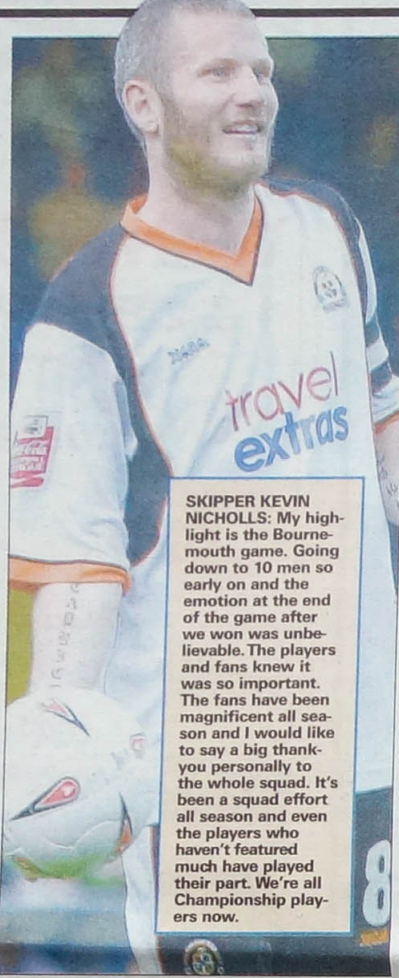 DIADORA
travel
extras
SKIPPER KEVIN
NICHOLLS: My high-
light is the Bourne-
mouth game. Going
down to 10 men so
early on and the
emotion at the end
of the game after
we won was unbe-
lievable. The players
and fans knew it
was so important.
The fans have been
magnificent all sea-
son and I would like
to say a big thank-
you personally to
the whole squad. It's
been a squad effort
all season and even
the players who
haven't featured
much have played
their part. We're all
Championship play-
ers now.
8